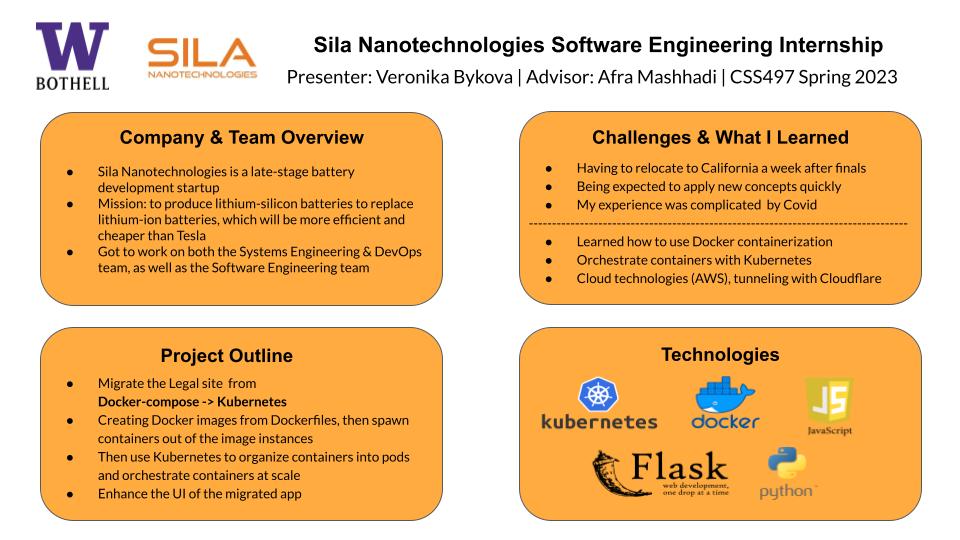 W
BOTHELL
SILA
NANOTECHNOLOGIES
Sila Nanotechnologies Software Engineering Internship
Presenter: Veronika Bykova | Advisor: Afra Mashhadi | CSS497 Spring 2023
Company & Team Overview
● Sila Nanotechnologies is a late-stage battery
development startup
● Mission: to produce lithium-silicon batteries to replace
lithium-ion batteries, which will be more efficient and
cheaper than Tesla
● Got to work on both the Systems Engineering & DevOps
team, as well as the Software Engineering team
Challenges & What I Learned
● Having to relocate to California a week after finals
● Being expected to apply new concepts quickly
● My experience was complicated by Covid
● Learned how to use Docker containerization
● Orchestrate containers with Kubernetes
● Cloud technologies (AWS), tunneling with Cloudflare
Project Outline
● Migrate the Legal site from
Docker-compose -> Kubernetes
● Creating Docker images from Dockerfiles, then spawn
containers out of the image instances
● Then use Kubernetes to organize containers into pods
and orchestrate containers at scale
● Enhance the UI of the migrated app
Technologies
kubernetes
docker
JS
JavaScript
Flask
web development,
one drop at a time
python™